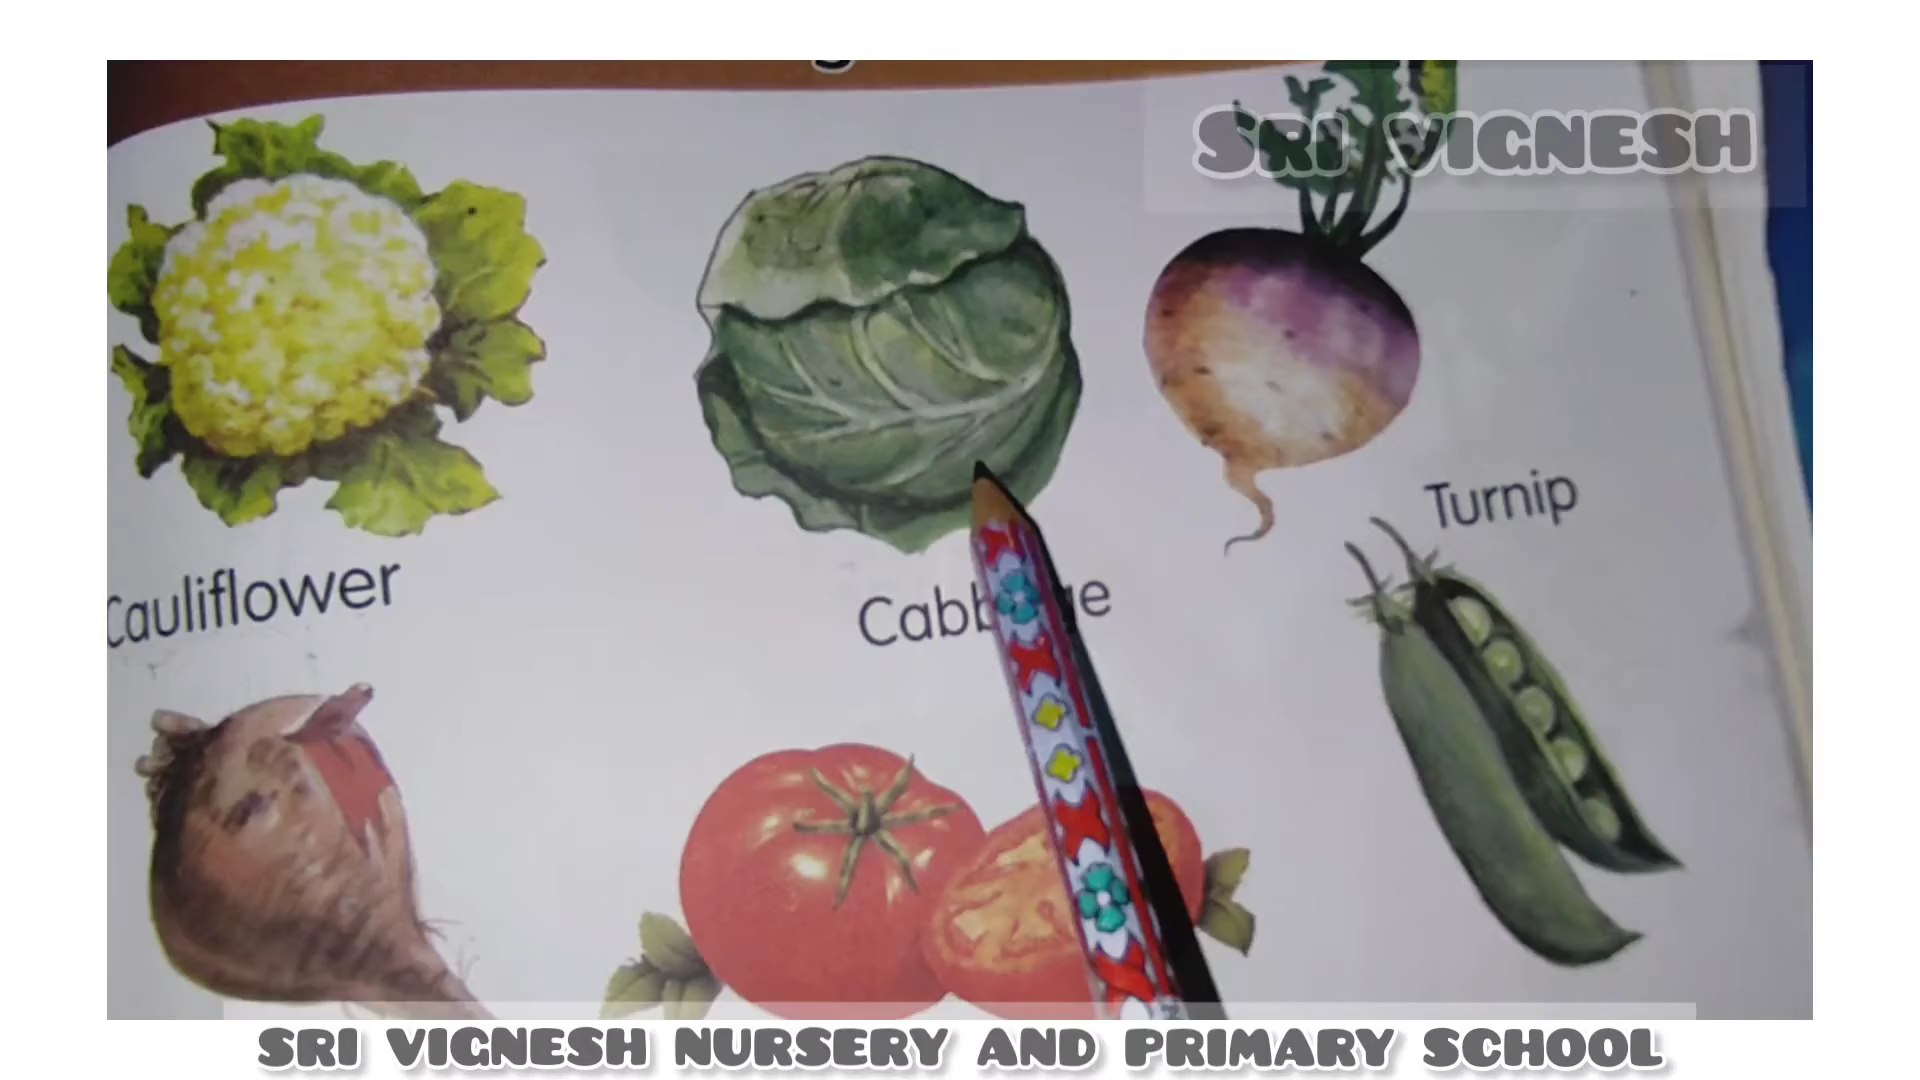 SRI VIGNESH
Turnip
Cauliflower
SRI VIGNESH NURSERY AND PRIMARY SCHOOL